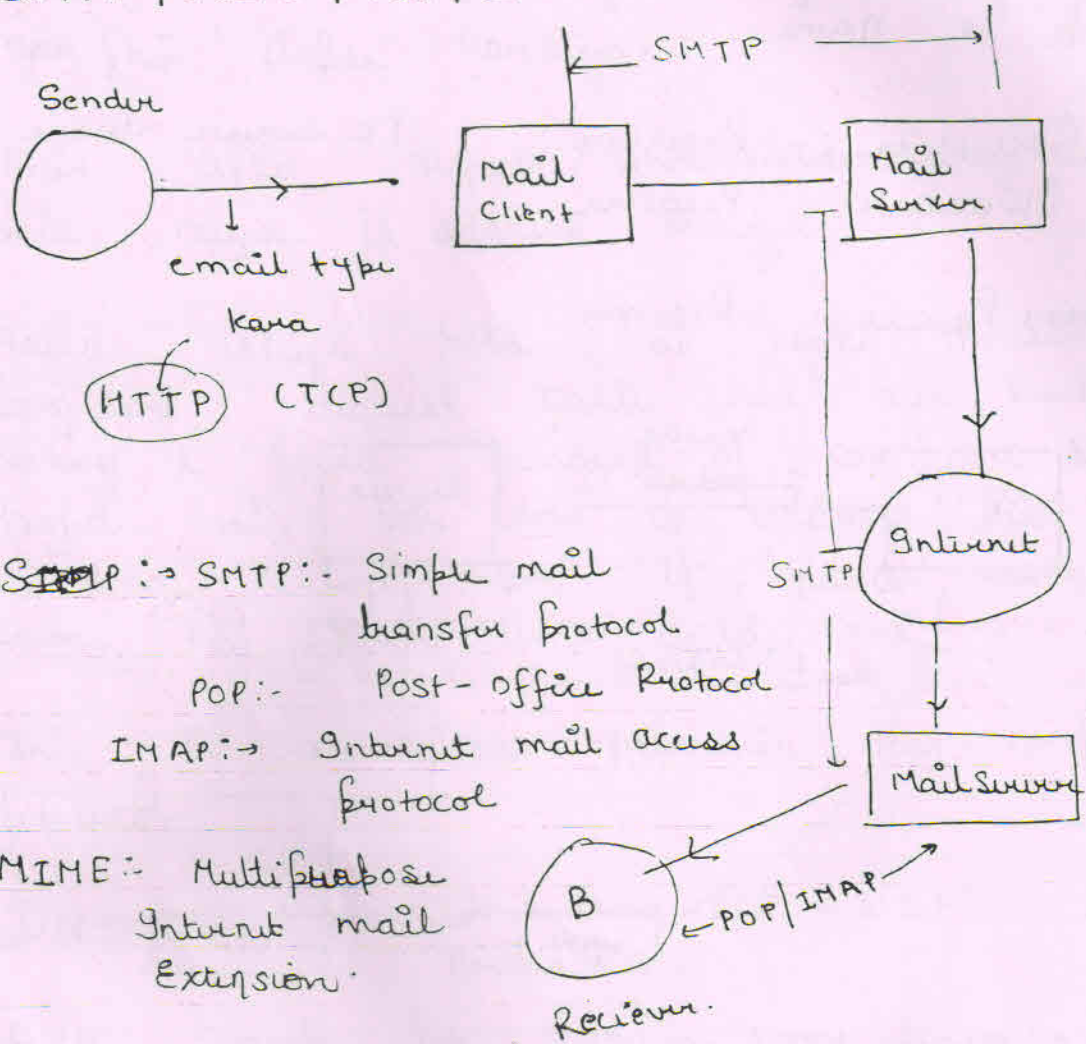 SMTP
Sender
Mail
Client
Mail
Server
email type
kara
HTTP (TCP)
Internet
SMTP
:→ SMTP:- Simple mail
transfer protocol
POP:- Post-Office Protocol
IMAP:→ Internet mail access
protocol
Mail Server
MIME:- Multipurpose
Internet mail
Extension.
B
←POP/IMAP
Reciever.